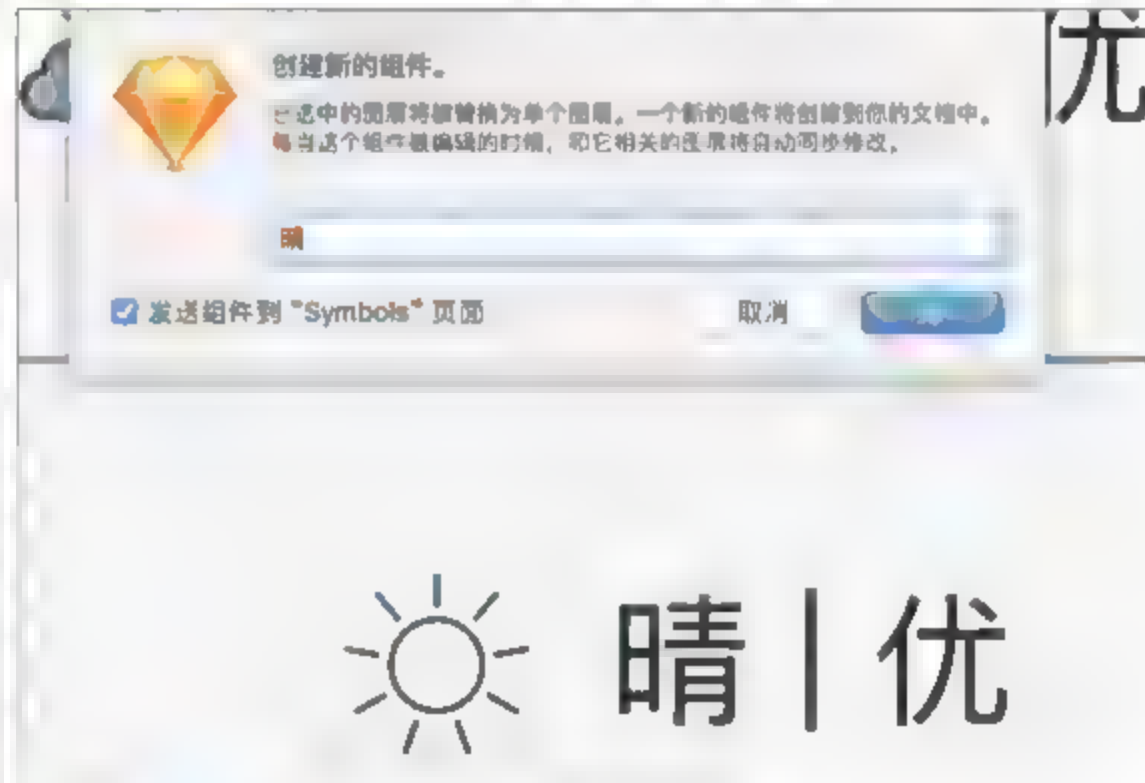 优
创建新的组件。
已选中的图层将被替换为单个图层。一个新的组件将创建到你的文档中。
每当这个组件被编辑的时候，和它相关的图层将自动同步修改。
晴
发送组件到 "Symbols" 页面
取消
晴 | 优